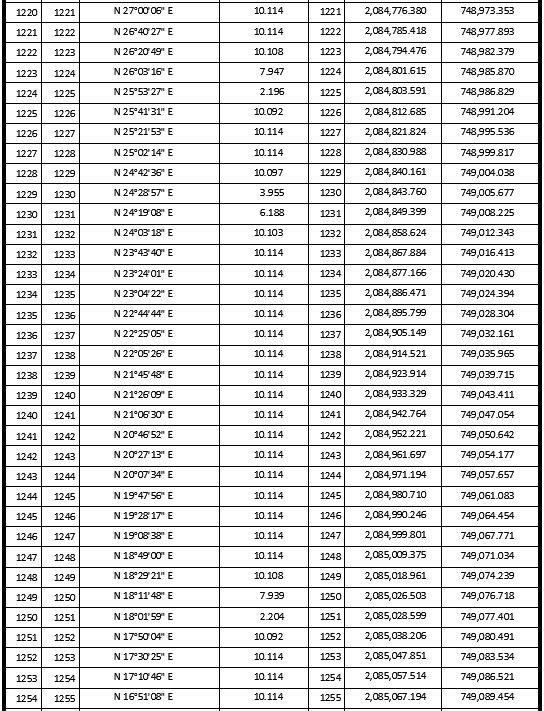 1220 1221 N 27°00'06" E 10.114 1221 2,084,776.380 748,973.353
1221 1222 N 26°40'27" E 10.114 1222 2,084,785.418 748,977.893
1222 1223 N 26°20'49" E 10.108 1223 2,084,794.476 748,982.379
1223 1224 N 26°03'16" E 7.947 1224 2,084,801.615 748,985.870
1224 1225 N 25°53'27" E 2.196 1225 2,084,803.591 748,986.829
1225 1226 N 25°41'31" E 10.092 1226 2,084,812.685 748,991.204
1226 1227 N 25°21'53" E 10.114 1227 2,084,821.824 748,995.536
1227 1228 N 25°02'14" E 10.114 1228 2,084,830.988 748,999.817
1228 1229 N 24°42'36" E 10.097 1229 2,084,840.161 749,004.038
1229 1230 N 24°28'57" E 3.955 1230 2,084,843.760 749,005.677
1230 1231 N 24°19'08" E 6.188 1231 2,084,849.399 749,008.225
1231 1232 N 24°03'18" E 10.103 1232 2,084,858.624 749,012.343
1232 1233 N 23°43'40" E 10.114 1233 2,084,867.884 749,016.413
1233 1234 N 23°24'01" E 10.114 1234 2,084,877.166 749,020.430
1234 1235 N 23°04'22" E 10.114 1235 2,084,886.471 749,024.394
1235 1236 N 22°44'44" E 10.114 1236 2,084,895.799 749,028.304
1236 1237 N 22°25'05" E 10.114 1237 2,084,905.149 749,032.161
1237 1238 N 22°05'26" E 10.114 1238 2,084,914.521 749,035.965
1238 1239 N 21°45'48" E 10.114 1239 2,084,923.914 749,039.715
1239 1240 N 21°26'09" E 10.114 1240 2,084,933.329 749,043.411
1240 1241 N 21°06'30" E 10.114 1241 2,084,942.764 749,047.054
1241 1242 N 20°46'52" E 10.114 1242 2,084,952.221 749,050.642
1242 1243 N 20°27'13" E 10.114 1243 2,084,961.697 749,054.177
1243 1244 N 20°07'34" E 10.114 1244 2,084,971.194 749,057.657
1244 1245 N 19°47'56" E 10.114 1245 2,084,980.710 749,061.083
1245 1246 N 19°28'17" E 10.114 1246 2,084,990.246 749,064.454
1246 1247 N 19°08'38" E 10.114 1247 2,084,999.801 749,067.771
1247 1248 N 18°49'00" E 10.114 1248 2,085,009.375 749,071.034
1248 1249 N 18°29'21" E 10.108 1249 2,085,018.961 749,074.239
1249 1250 N 18°11'48" E 7.939 1250 2,085,026.503 749,076.718
1250 1251 N 18°01'59" E 2.204 1251 2,085,028.599 749,077.401
1251 1252 N 17°50'04" E 10.092 1252 2,085,038.206 749,080.491
1252 1253 N 17°30'25" E 10.114 1253 2,085,047.851 749,083.534
1253 1254 N 17°10'46" E 10.114 1254 2,085,057.514 749,086.521
1254 1255 N 16°51'08" E 10.114 1255 2,085,067.194 749,089.454